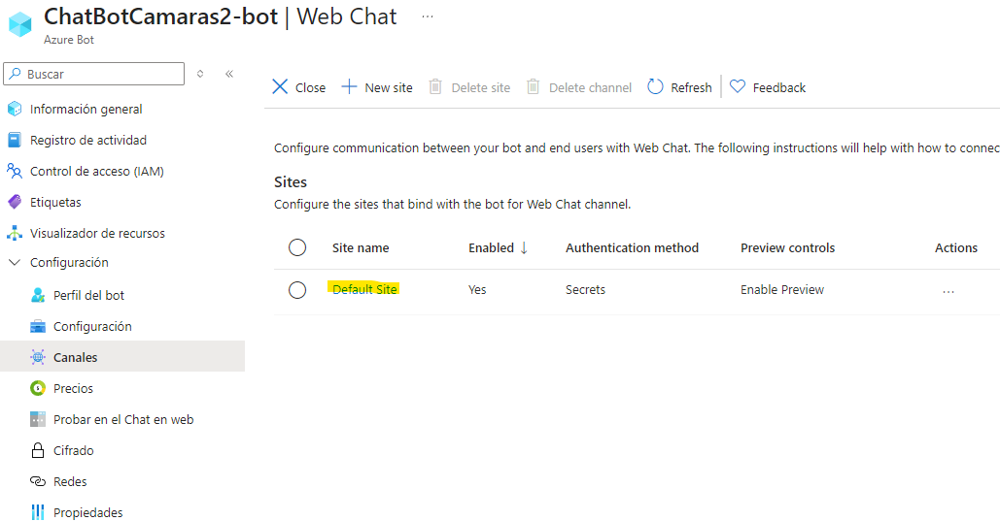 ChatBotCamaras2-bot | Web Chat ...
Azure Bot
Buscar
Información general
Registro de actividad
Control de acceso (IAM)
Etiquetas
Visualizador de recursos
Configuración
Perfil del bot
Configuración
Canales
Precios
Probar en el Chat en web
Cifrado
Redes
Propiedades
Close New site Delete site Delete channel Refresh Feedback
Configure communication between your bot and end users with Web Chat. The following instructions will help with how to connec
Sites
Configure the sites that bind with the bot for Web Chat channel.
Site name Enabled ↓ Authentication method Preview controls Actions
Default Site Yes Secrets Enable Preview ...